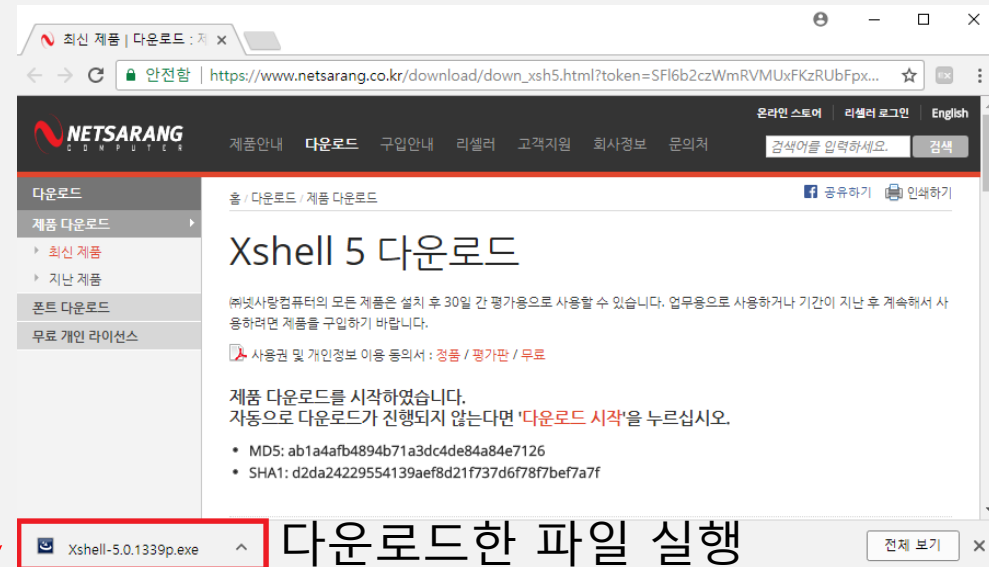 최신 제품 | 다운로드 : 제
안전함 | https://www.netsarang.co.kr/download/down_xsh5.html?token=SFl6b2czWmRVMUxFKzRUbFpx...
온라인 스토어 | 리셀러 로그인 | English
NETSARANG
COMPUTER
제품안내 다운로드 구입안내 리셀러 고객지원 회사정보 문의처
검색어를 입력하세요. 검색
다운로드
제품 다운로드
최신 제품
지난 제품
폰트 다운로드
무료 개인 라이선스
홈 / 다운로드 / 제품 다운로드
공유하기 인쇄하기
Xshell 5 다운로드
㈜넷사랑컴퓨터의 모든 제품은 설치 후 30일 간 평가용으로 사용할 수 있습니다. 업무용으로 사용하거나 기간이 지난 후 계속해서 사
용하려면 제품을 구입하기 바랍니다.
사용권 및 개인정보 이용 동의서 : 정품 / 평가판 / 무료
제품 다운로드를 시작하였습니다.
자동으로 다운로드가 진행되지 않는다면 '다운로드 시작'을 누르십시오.
• MD5: ab1a4afb4894b71a3dc4de84a84e7126
• SHA1: d2da24229554139aef8d21f737d6f78f7bef7a7f
Xshell-5.0.1339p.exe
다운로드한 파일 실행
전체 보기